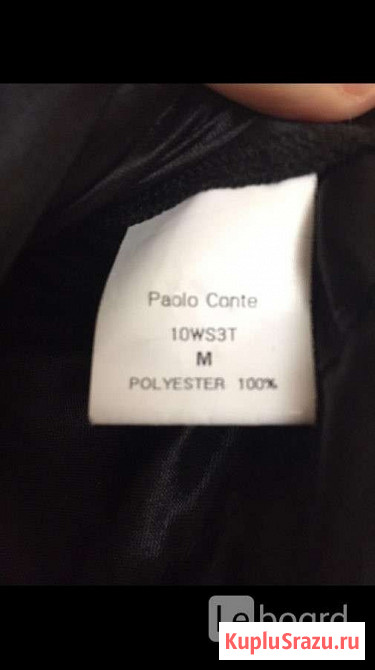 Paolo Conte
10WS3T
M
POLYESTER 100%
Leboard
KupluSrazu.ru